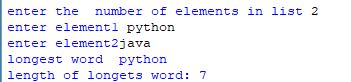 enter the  number of elements in list 2
enter element1 python
enter element2java
longest word  python
length of longets word: 7